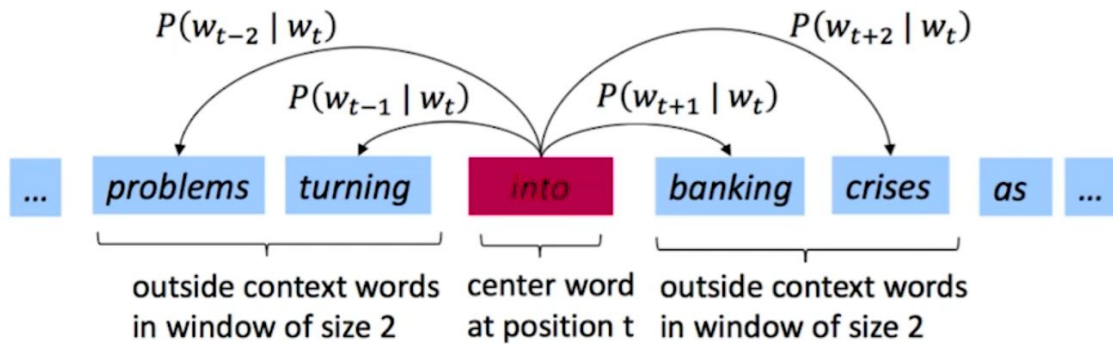 P(w_{t-2} | w_t) P(w_{t+2} | w_t)
P(w_{t-1} | w_t) P(w_{t+1} | w_t)
... problems turning into banking crises as ...
outside context words center word outside context words
in window of size 2 at position t in window of size 2